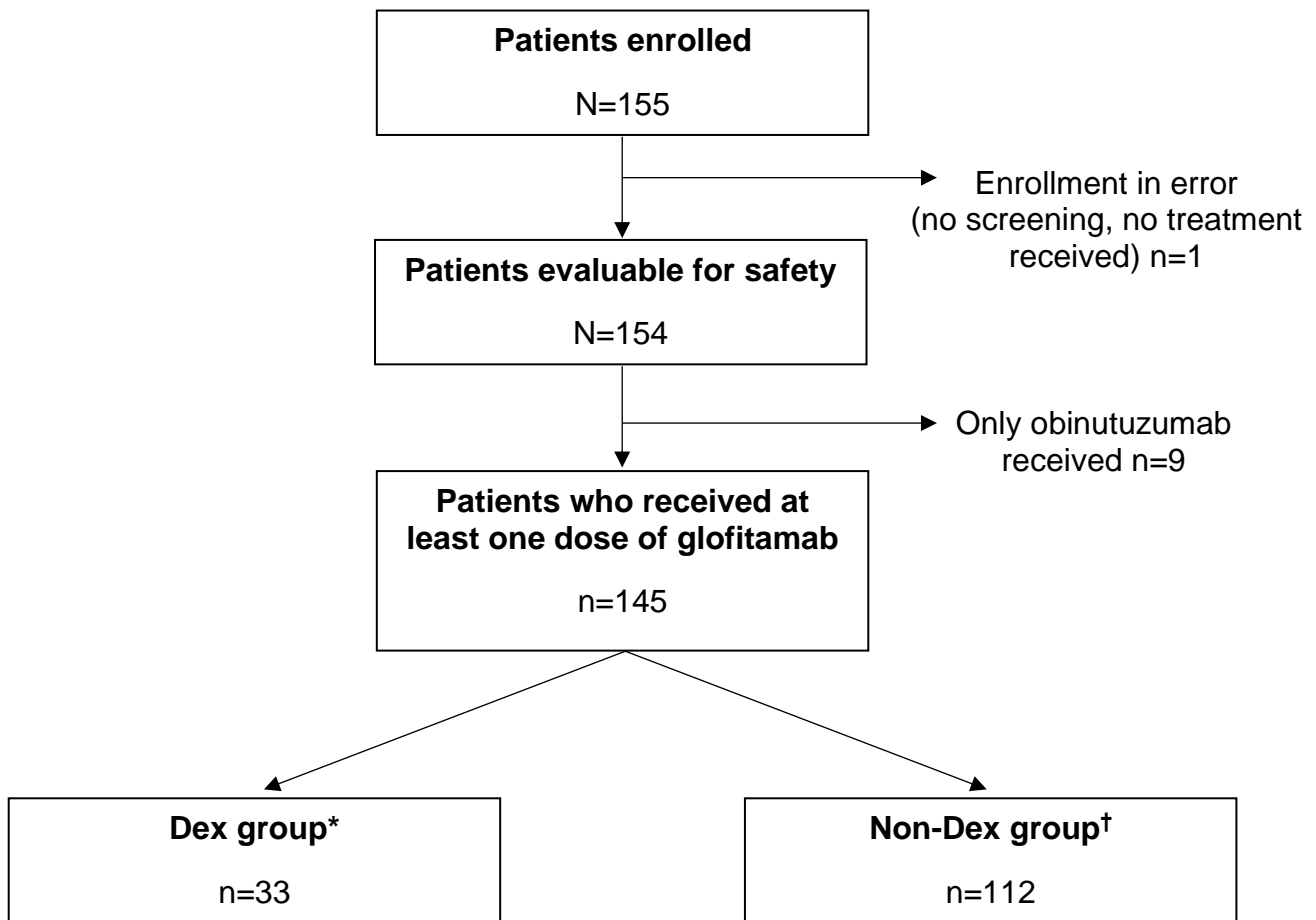 Patients enrolled
N=155
Enrollment in error
(no screening, no treatment
received) n=1
Patients evaluable for safety
N=154
Only obinutuzumab
received n=9
Patients who received at
least one dose of glofitamab
n=145
Dex group*
n=33
Non-Dex group†
n=112